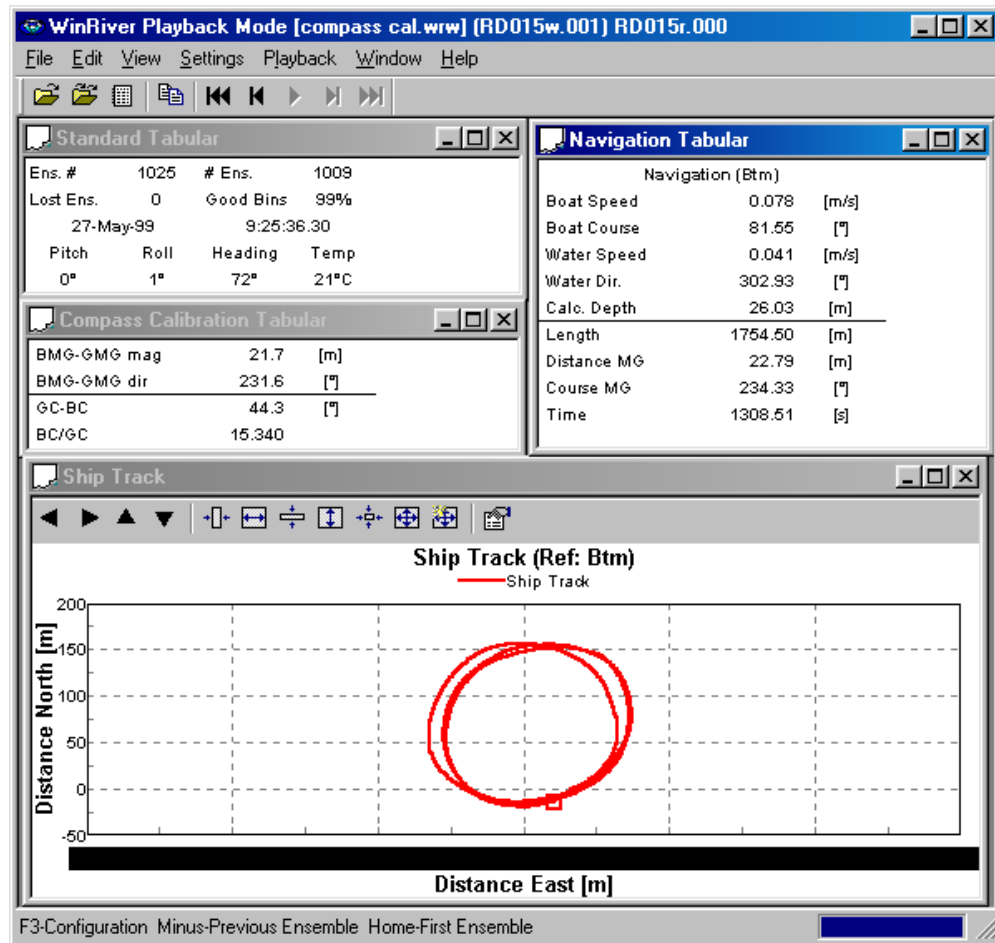 WinRiver Playback Mode [compass cal.wrw] (RD015w.001) RD015r.000
File Edit View Settings Playback Window Help
Standard Tabular
Ens. # 1025 # Ens. 1009
Lost Ens. 0 Good Bins 99%
27-May-99 9:25:36.30
Pitch Roll Heading Temp
0° 1° 72° 21°C
Compass Calibration Tabular
BMG-GMG mag 21.7 [m]
BMG-GMG dir 231.6 [°]
GC-BC 44.3 [°]
BC/GC 15.340
Navigation Tabular
Navigation (Btm)
Boat Speed 0.078 [m/s]
Boat Course 81.55 [°]
Water Speed 0.041 [m/s]
Water Dir. 302.93 [°]
Calc. Depth 26.03 [m]
Length 1754.50 [m]
Distance MG 22.79 [m]
Course MG 234.33 [°]
Time 1308.51 [s]
Ship Track
Ship Track (Ref: Btm)
Ship Track
Distance North [m]
200
150
100
50
0
-50
Distance East [m]
F3-Configuration Minus-Previous Ensemble Home-First Ensemble